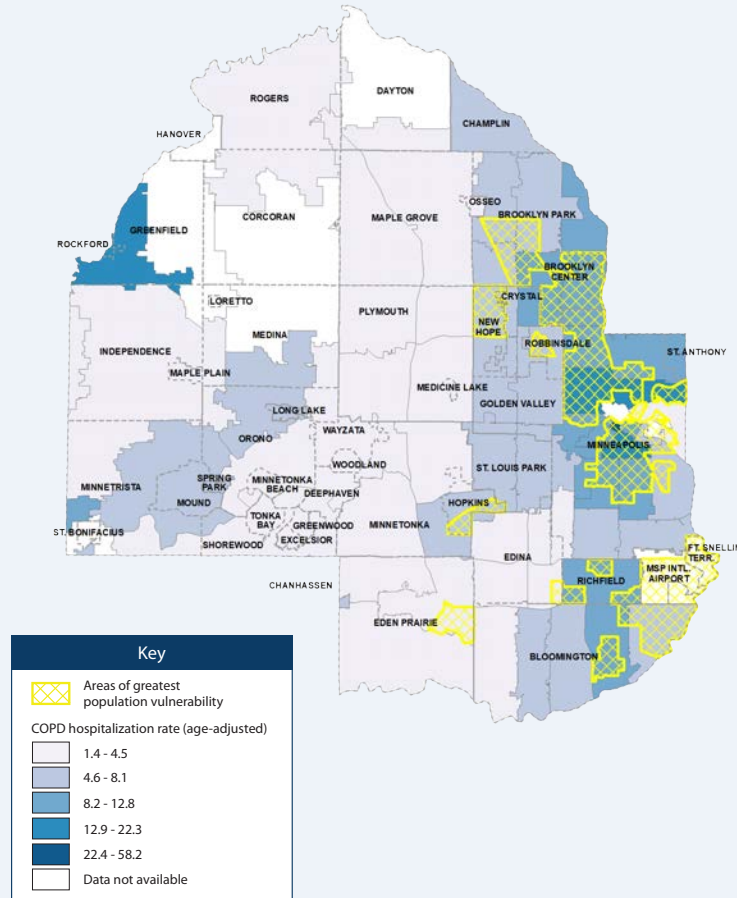 DAYTON
ROGERS
CHAMPLIN
HANOVER
OSSEO
BROOKLYN PARK
CORCORAN
MAPLE GROVE
GREENFIELD
ROCKFORD
BROOKLYN
CENTER
CRYSTAL
LORETTO
PLYMOUTH
NEW
HOPE
MEDINA
ROBBINSDALE
INDEPENDENCE
ST. ANTHONY
MAPLE PLAIN
MEDICINE LAKE
GOLDEN VALLEY
LONG LAKE
WAYZATA
ORONO
MINNEAPOLIS
WOODLAND
ST. LOUIS PARK
MINNETRISTA
SPRING
PARK
MINNETONKA
BEACH
DEEPHAVEN
MOUND
HOPKINS
TONKA
BAY
GREENWOOD
MINNETONKA
ST. BONIFACIUS
EXCELSIOR
SHOREWOOD
EDINA
FT. SNELLIN
TERR.
MSP INTL.
AIRPORT
RICHFIELD
CHANHASSEN
EDEN PRAIRIE
BLOOMINGTON
Key
Areas of greatest
population vulnerability
COPD hospitalization rate (age-adjusted)
1.4 - 4.5
4.6 - 8.1
8.2 - 12.8
12.9 - 22.3
22.4 - 58.2
Data not available